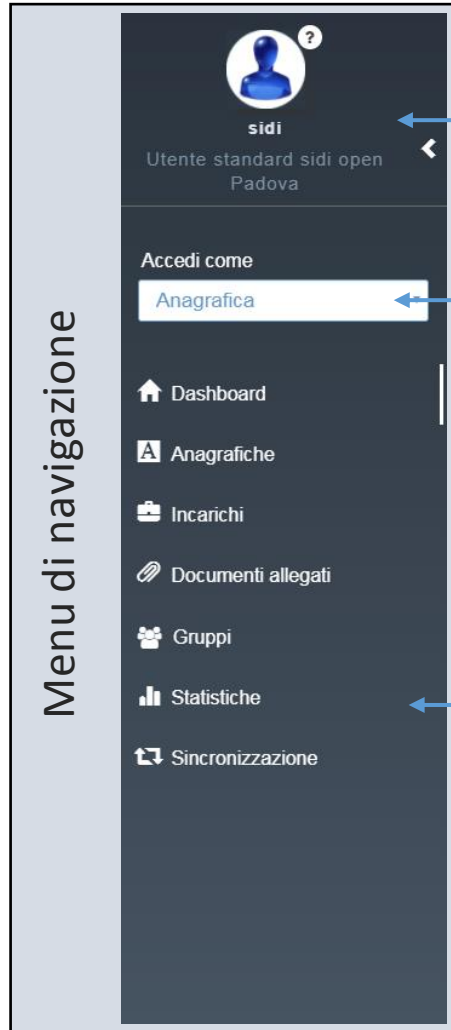 Menu di navigazione
?
sidi
Utente standard sidi open
Padova
Accedi come
Anagrafica
Dashboard
A Anagrafiche
Incarichi
Documenti allegati
Gruppi
Statistiche
Sincronizzazione